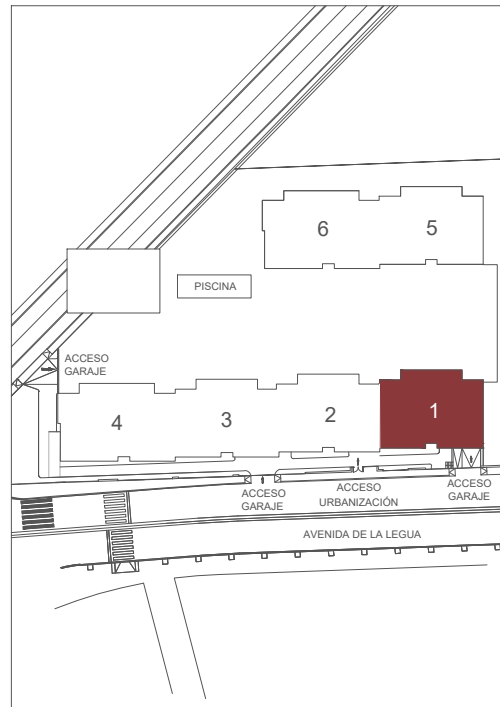 6
5
PISCINA
ACCESO
GARAJE
4
3
2
1
ACCESO
GARAJE
ACCESO
URBANIZACIÓN
ACCESO
GARAJE
AVENIDA DE LA LEGUA